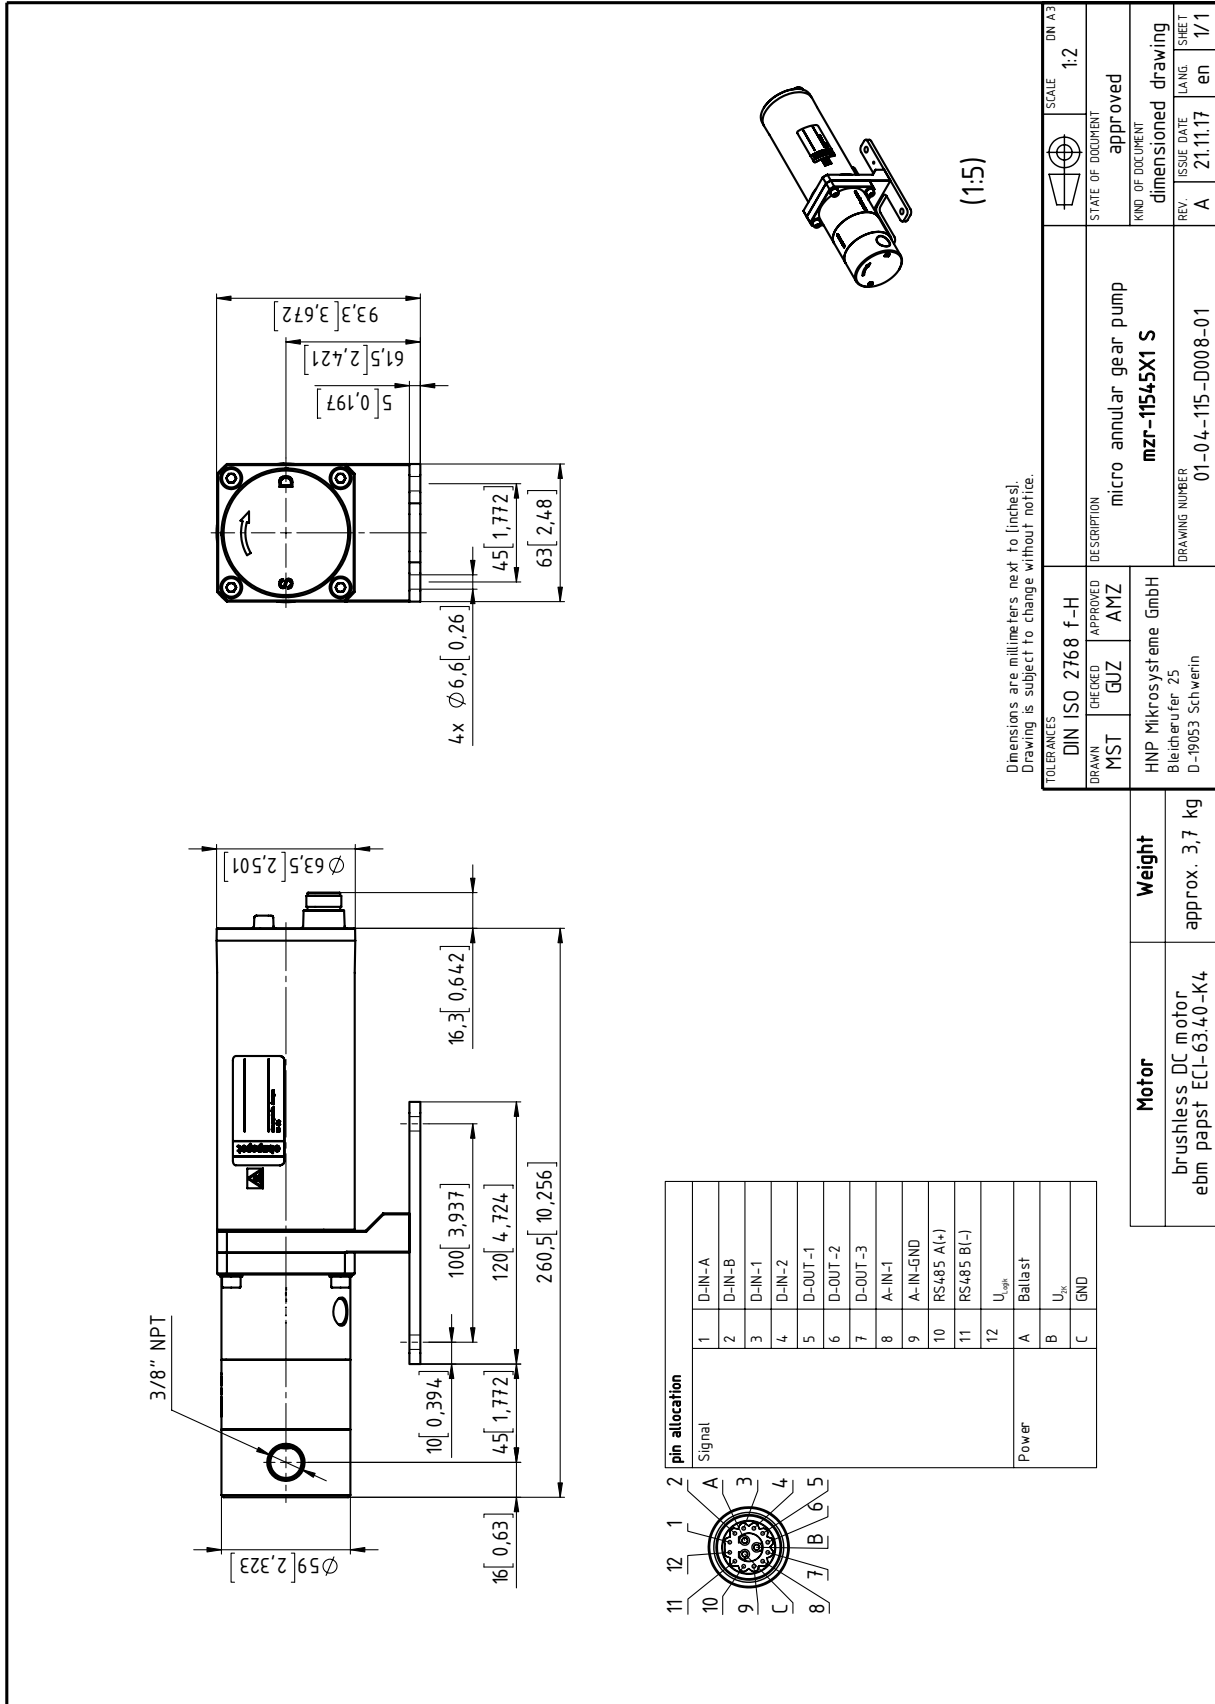 3/8" NPT
Ø59[2,323]
16[0,63]
45[1,772]
10[0,394]
100[3,937]
120[4,724]
260,5[10,256]
16,3[0,642]
Ø63,5[2,501]
ebmpapst
4x Ø6,6[0,26]
45[1,772]
63[2,48]
5[0,197]
61,5[2,421]
93,3[3,672]
S
D
(1:5)
11
12
1
2
10
A
9
3
C
4
8
7
B
6
5
pin allocation
Signal 1 D-IN-A
2 D-IN-B
3 D-IN-1
4 D-IN-2
5 D-OUT-1
6 D-OUT-2
7 D-OUT-3
8 A-IN-1
9 A-IN-GND
10 RS485 A(+)
11 RS485 B(-)
12 U Logik
Power A Ballast
B U ZK
C GND
Dimensions are millimeters next to [inches].
Drawing is subject to change without notice.
Motor Weight
brushless DC motor
ebm papst ECI-63.40-K4
approx. 3,7 kg
TOLERANCES
DIN ISO 2768 f-H
SCALE DIN A3
1:2
DRAWN CHECKED APPROVED
MST GUZ AMZ
DESCRIPTION
micro annular gear pump
mzr-11545X1 S
STATE OF DOCUMENT
approved
KIND OF DOCUMENT
dimensioned drawing
HNP Mikrosysteme GmbH
Bleicherufer 25
D-19053 Schwerin
DRAWING NUMBER
01-04-115-D008-01
REV. ISSUE DATE LANG. SHEET
A 21.11.17 en 1/1